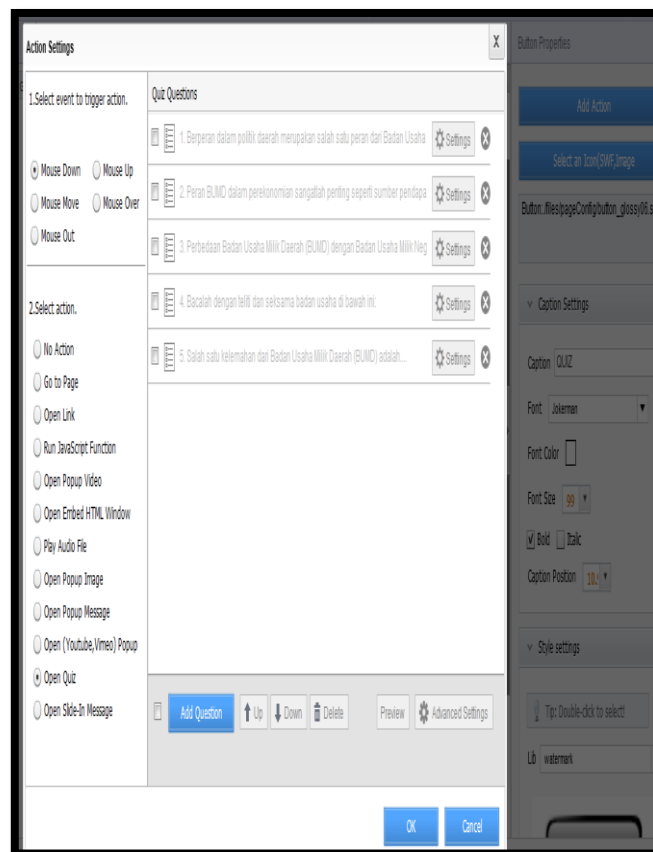 Action Settings
X
1.Select event to trigger action.
Mouse Down
Mouse Up
Mouse Move
Mouse Over
Mouse Out
2.Select action.
No Action
Go to Page
Open Link
Run JavaScript Function
Open Popup Video
Open Embed HTML Window
Play Audio File
Open Popup Image
Open Popup Message
Open (Youtube,Vimeo) Popup
Open Quiz
Open Slide-In Message
Quiz Questions
1. Berperan dalam politik daerah merupakan salah satu peran dari Badan Usaha
Settings
2. Peran BUMD dalam perekonomian sangatlah penting seperti sumber pendapa
Settings
3. Perbedaan Badan Usaha Milik Daerah (BUMD) dengan Badan Usaha Milik Neg
Settings
4. Bacalah dengan teliti dan seksama badan usaha di bawah ini:
Settings
5. Salah satu kelemahan dari Badan Usaha Milik Daerah (BUMD) adalah...
Settings
Add Question
Up
Down
Delete
Preview
Advanced Settings
OK
Cancel
Button Properties
Add Action
Select an Icon(SWF,Image
Button:./files/pageConfig/button_glossy06.s
Caption Settings
Caption QUIZ
Font Jokerman
Font Color
Font Size 99
Bold
Italic
Caption Position 10.
Style settings
Tip: Double-click to select!
Lib watermark